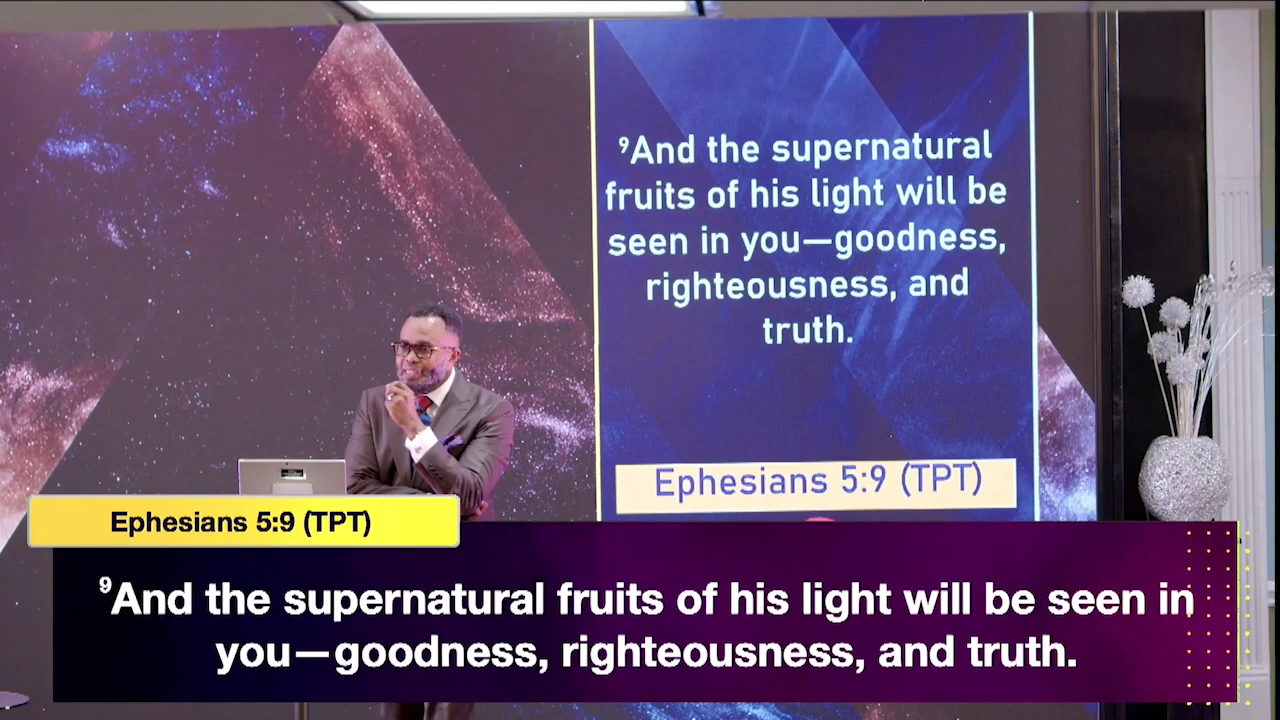 ⁹And the supernatural
fruits of his light will be
seen in you—goodness,
righteousness, and
truth.
Ephesians 5:9 (TPT)
Ephesians 5:9 (TPT)
⁹And the supernatural fruits of his light will be seen in
you—goodness, righteousness, and truth.